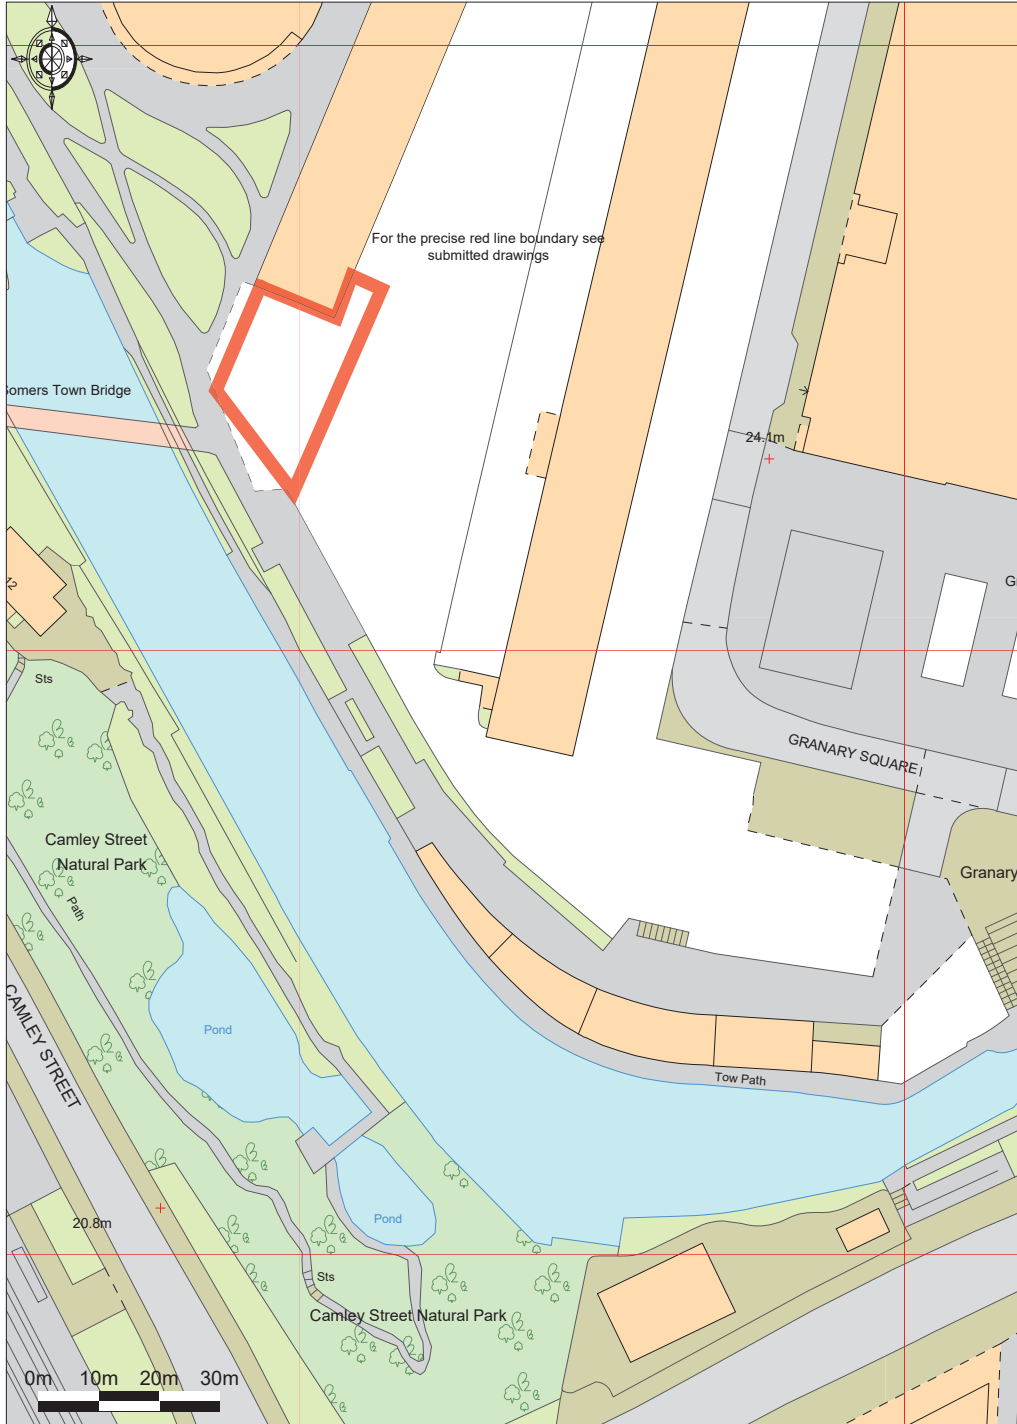 For the precise red line boundary see
submitted drawings
Somers Town Bridge
24.1m
12
Sts
GRANARY SQUARE
Camley Street
Natural Park
Path
Granary
CAMLEY STREET
Pond
Tow Path
Pond
20.8m
Sts
Camley Street Natural Park
0m 10m 20m 30m